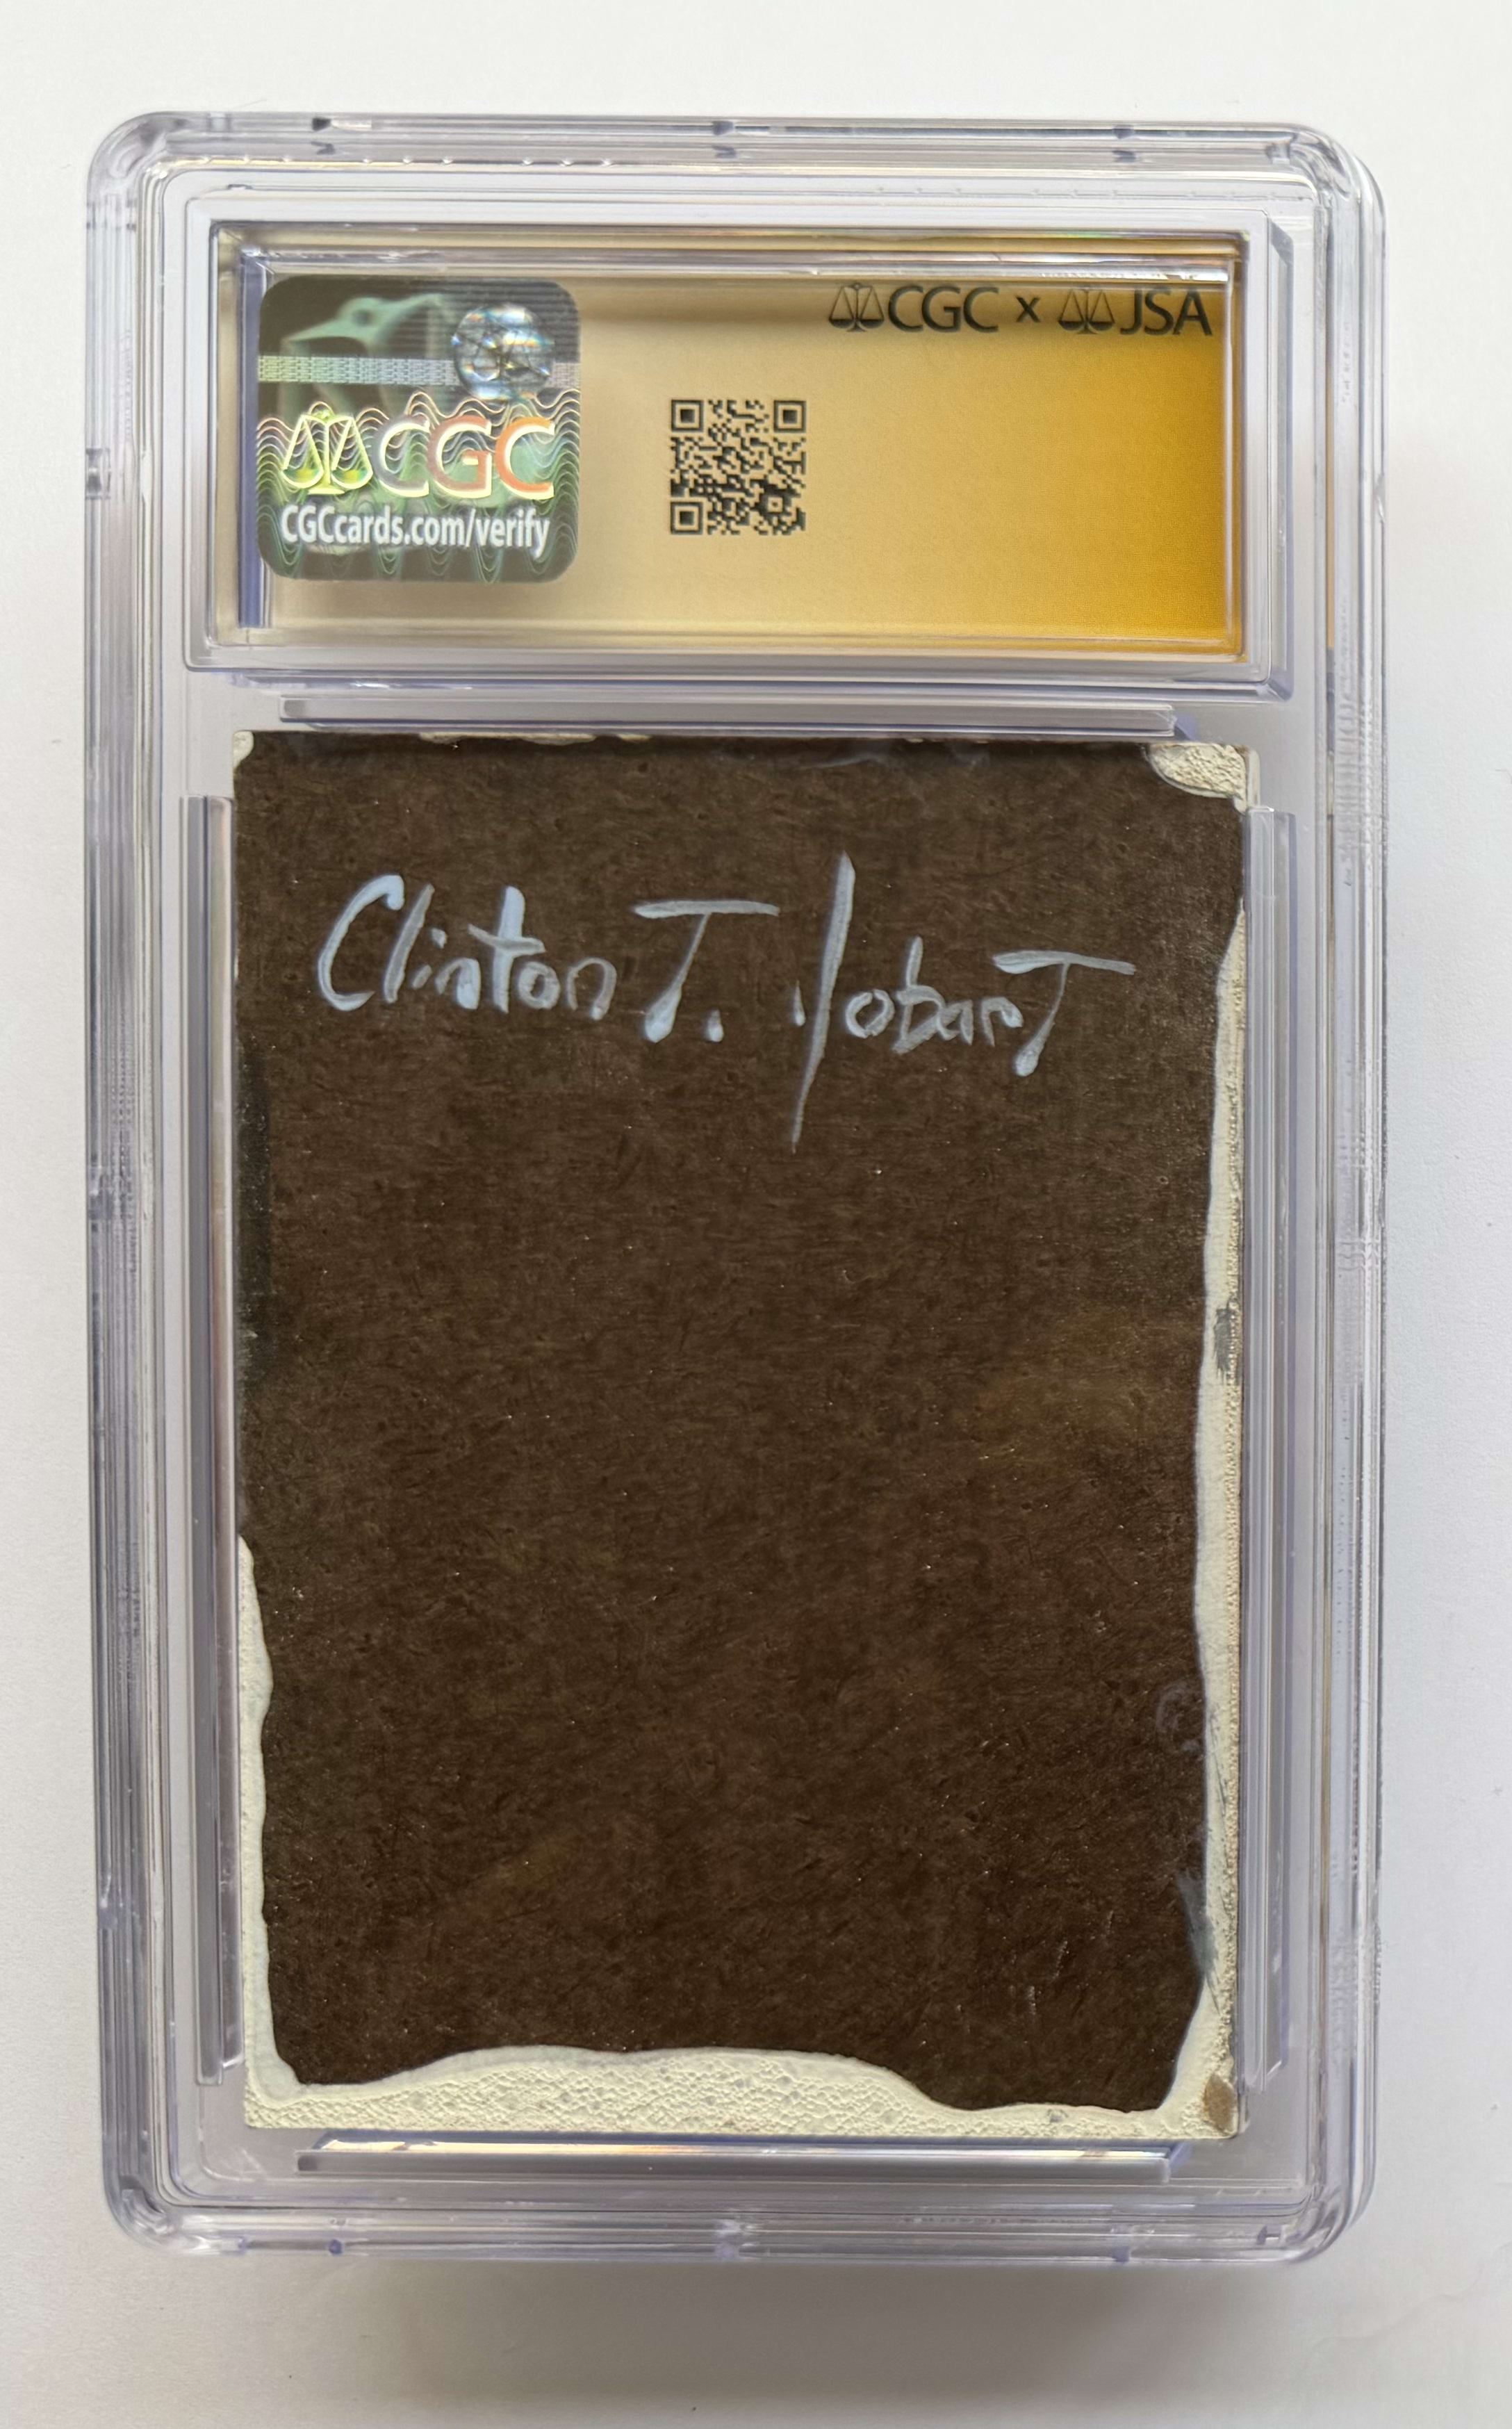 CGC x JSA
CGC
CGCcards.com/verify
Clinton T. Hobart